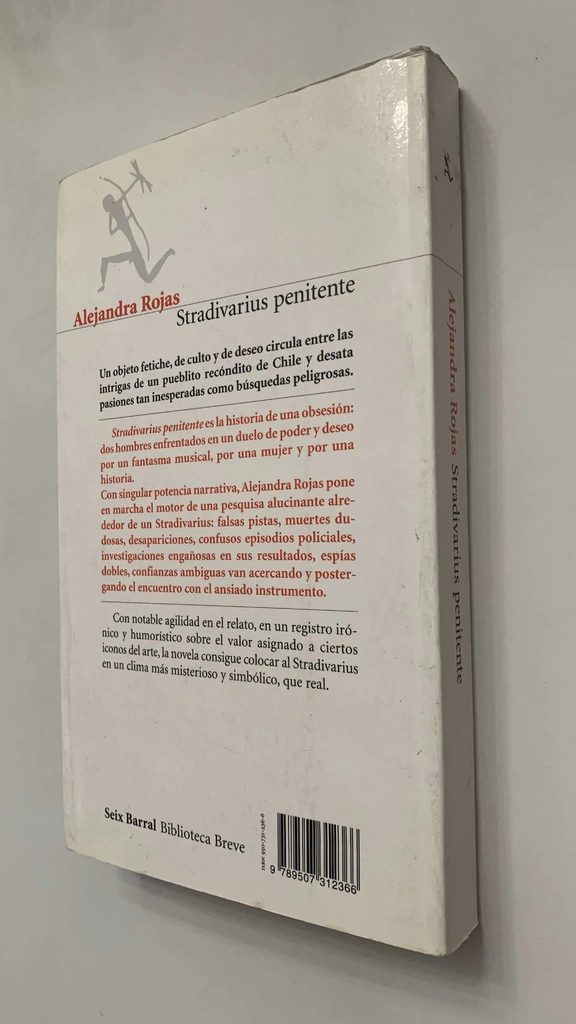 Alejandra Rojas Stradivarius penitente
Un objeto fetiche, de culto y de deseo circula entre las
intrigas de un pueblito recóndito de Chile y desata
pasiones tan inesperadas como búsquedas peligrosas.
Stradivarius penitente es la historia de una obsesión:
dos hombres enfrentados en un duelo de poder y deseo
por un fantasma musical, por una mujer y por una
historia.
Con singular potencia narrativa, Alejandra Rojas pone
en marcha el motor de una pesquisa alucinante alre-
dedor de un Stradivarius: falsas pistas, muertes du-
dosas, desapariciones, confusos episodios policiales,
investigaciones engañosas en sus resultados, espías
dobles, confianzas ambiguas van acercando y poster-
gando el encuentro con el ansiado instrumento.
Con notable agilidad en el relato, en un registro iró-
nico y humorístico sobre el valor asignado a ciertos
iconos del arte, la novela consigue colocar al Stradivarius
en un clima más misterioso y simbólico, que real.
Seix Barral Biblioteca Breve
ISBN 950-731-236-6
9 789507 312366
Alejandra Rojas Stradivarius penitente